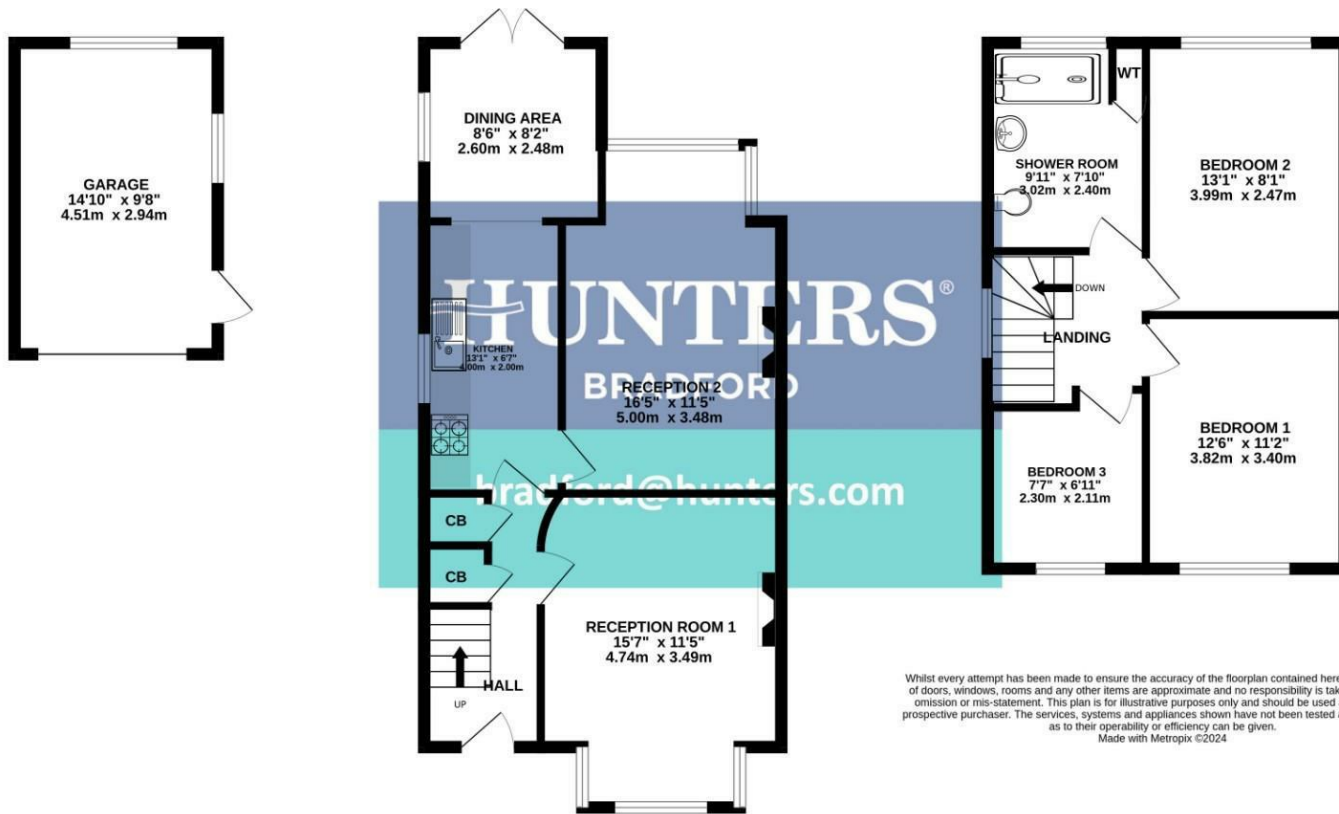 GARAGE
14'10" x 9'8"
4.51m x 2.94m
DINING AREA
8'6" x 8'2"
2.60m x 2.48m
KITCHEN
13'1" x 6'7"
4.00m x 2.00m
RECEPTION 2
16'5" x 11'5"
5.00m x 3.48m
HUNTERS®
BRADFORD
bradford@hunters.com
CB
CB
RECEPTION ROOM 1
15'7" x 11'5"
4.74m x 3.49m
HALL
UP
WT
SHOWER ROOM
9'11" x 7'10"
3.02m x 2.40m
BEDROOM 2
13'1" x 8'1"
3.99m x 2.47m
DOWN
LANDING
BEDROOM 1
12'6" x 11'2"
3.82m x 3.40m
BEDROOM 3
7'7" x 6'11"
2.30m x 2.11m
Whilst every attempt has been made to ensure the accuracy of the floorplan contained here
of doors, windows, rooms and any other items are approximate and no responsibility is tak
omission or mis-statement. This plan is for illustrative purposes only and should be used
prospective purchaser. The services, systems and appliances shown have not been tested
as to their operability or efficiency can be given.
Made with Metropix ©2024